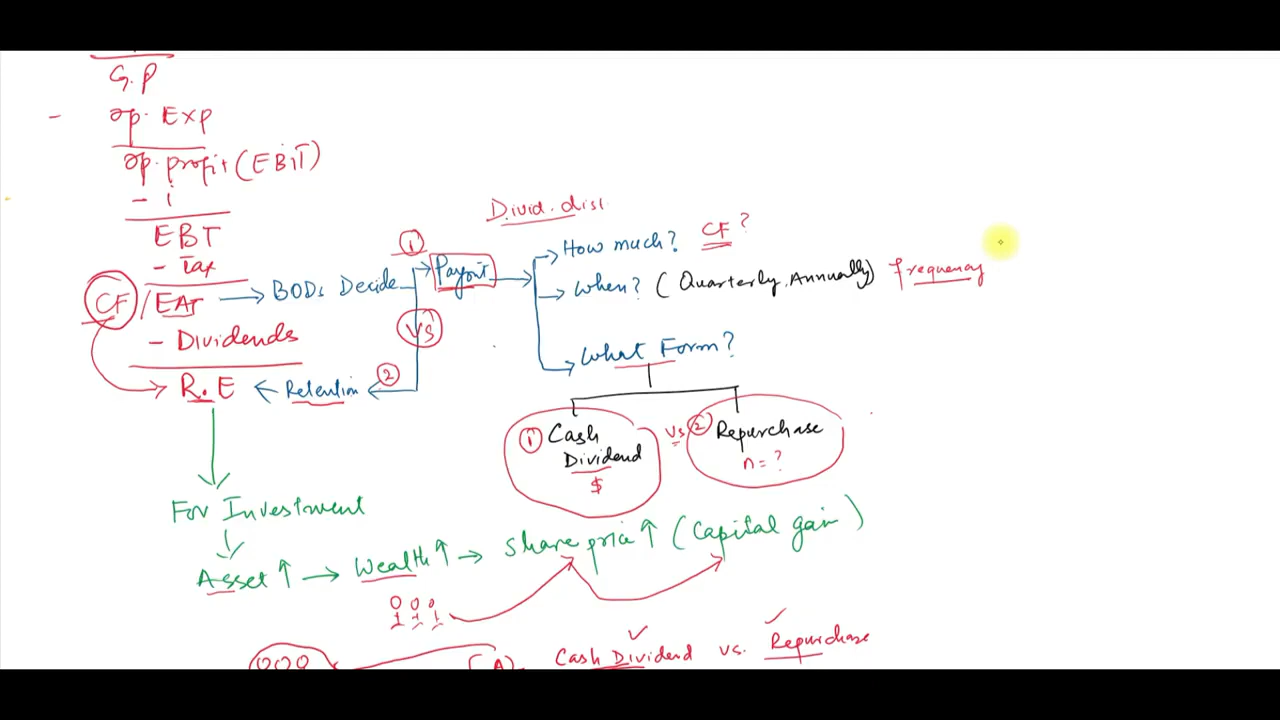 G.P
- op. Exp
op. profit (EBIT)
- i
EBT
- Tax
CF / EAT → BODs Decide
- Dividends
R.E ← Retention ②
① Payout
VS
Divid. dist
How much? CF?
When? (Quarterly, Annually) frequency
What Form?
① Cash Dividend $
vs
② Repurchase
n = ?
For Investment
Asset ↑ → Wealth ↑ → Share price ↑ (Capital gain)
(A) Cash Dividend vs. Repurchase